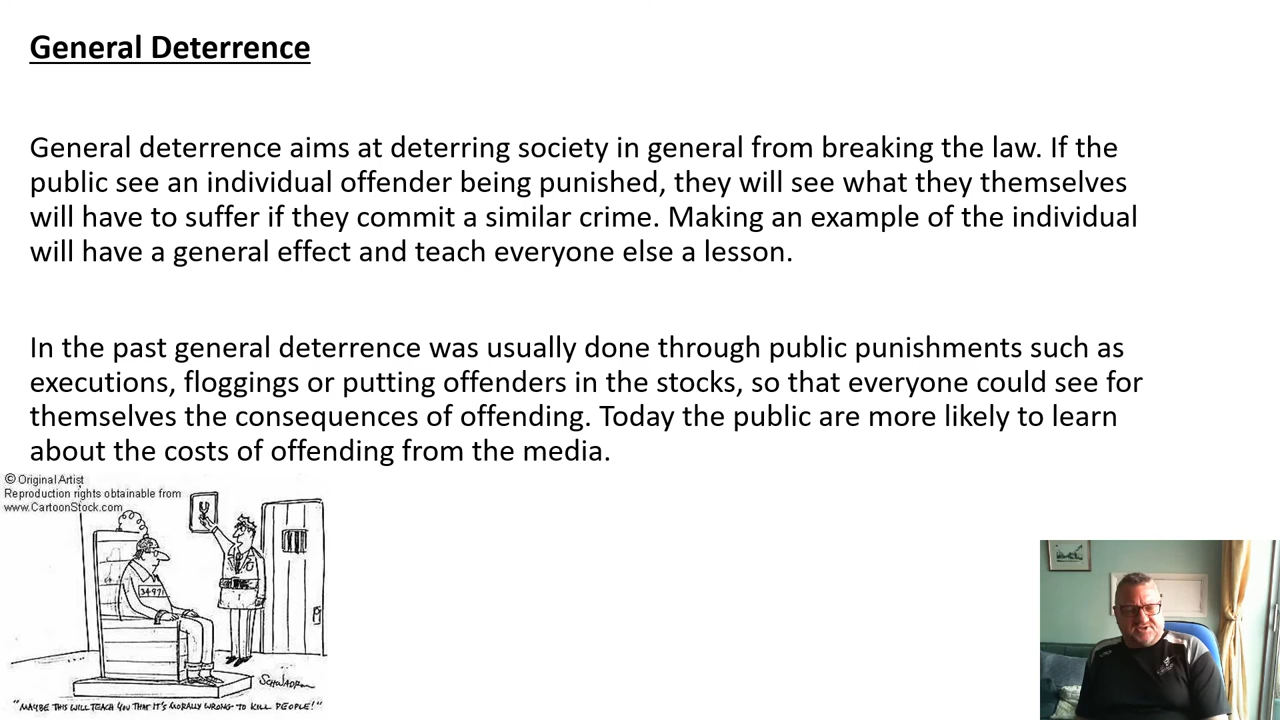 General Deterrence
General deterrence aims at deterring society in general from breaking the law. If the
public see an individual offender being punished, they will see what they themselves
will have to suffer if they commit a similar crime. Making an example of the individual
will have a general effect and teach everyone else a lesson.
In the past general deterrence was usually done through public punishments such as
executions, floggings or putting offenders in the stocks, so that everyone could see for
themselves the consequences of offending. Today the public are more likely to learn
about the costs of offending from the media.
© Original Artist
Reproduction rights obtainable from
www.CartoonStock.com
34971
SCHWADRON
"MAYBE THIS WILL TEACH YOU THAT IT'S MORALLY WRONG TO KILL PEOPLE!"